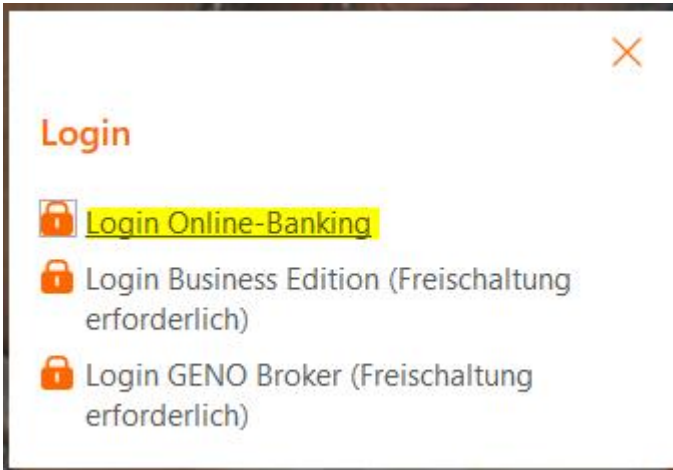 Login
Login Online-Banking
Login Business Edition (Freischaltung
erforderlich)
Login GENO Broker (Freischaltung
erforderlich)